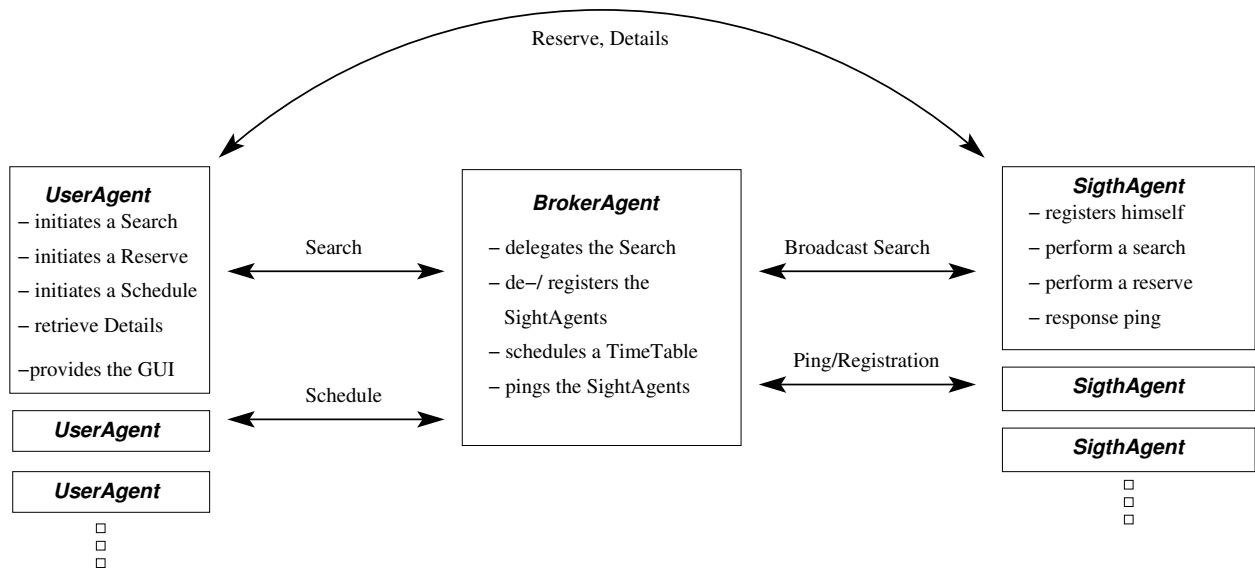 Reserve, Details
UserAgent
– initiates a Search
– initiates a Reserve
– initiates a Schedule
– retrieve Details
–provides the GUI
UserAgent
UserAgent
Search
Schedule
BrokerAgent
– delegates the Search
– de–/ registers the
SightAgents
– schedules a TimeTable
– pings the SightAgents
Broadcast Search
Ping/Registration
SigthAgent
– registers himself
– perform a search
– perform a reserve
– response ping
SigthAgent
SigthAgent